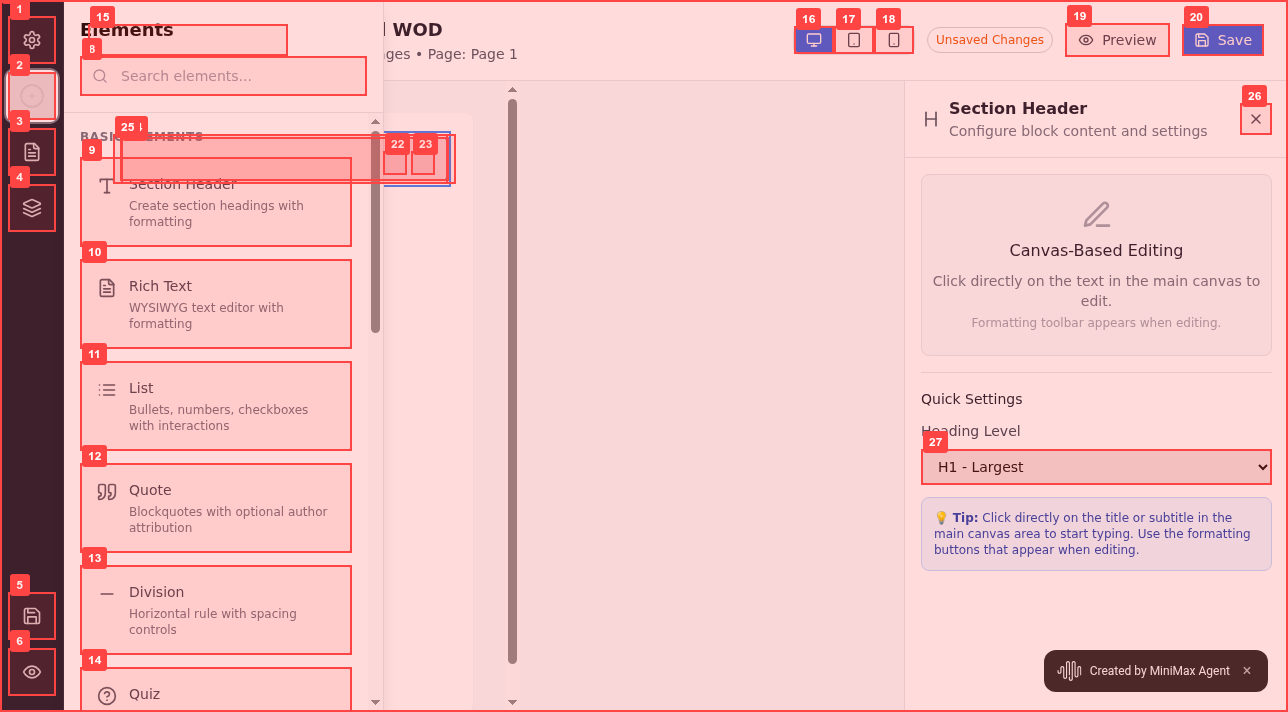 1
15
16
17
18
19
20
Elements
WOD
ges • Page: Page 1
Unsaved Changes
Preview
Save
8
Search elements...
2
3
4
5
6
25
22
23
9
Section Header
Create section headings with
formatting
10
Rich Text
WYSIWYG text editor with
formatting
11
List
Bullets, numbers, checkboxes
with interactions
12
Quote
Blockquotes with optional author
attribution
13
Division
Horizontal rule with spacing
controls
14
Quiz
26
Section Header
Configure block content and settings
Canvas-Based Editing
Click directly on the text in the main canvas to
edit.
Formatting toolbar appears when editing.
Quick Settings
Heading Level
27
H1 - Largest
💡 Tip: Click directly on the title or subtitle in the
main canvas area to start typing. Use the formatting
buttons that appear when editing.
Created by MiniMax Agent ×